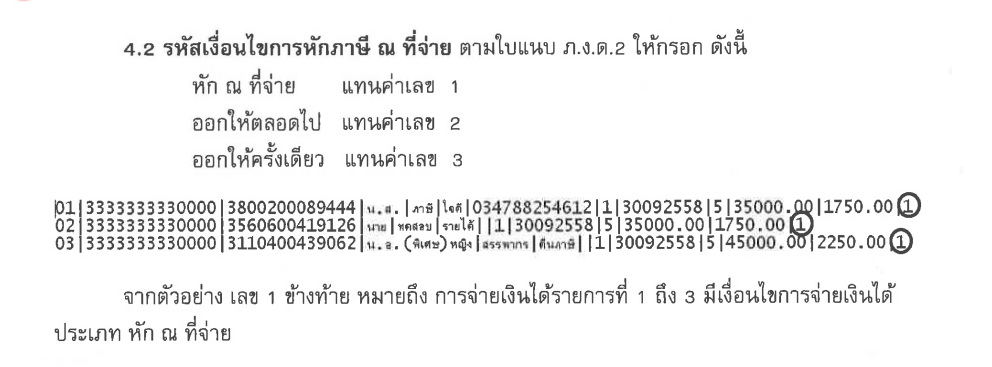 4.2 รหัสเงื่อนไขการหักภาษี ณ ที่จ่าย ตามใบแนบ ภ.ง.ด.2 ให้กรอก ดังนี้
หัก ณ ที่จ่าย แทนค่าเลข 1
ออกให้ตลอดไป แทนค่าเลข 2
ออกให้ครั้งเดียว แทนค่าเลข 3
01|3333333330000|3800200089444|น.ส.|ภาษี|ใจดี|034788254612|1|30092558|5|35000.00|1750.00|1
02|3333333330000|3560600419126|นาย|ทดสอบ|รายได้||1|30092558|5|35000.00|1750.00|1
03|3333333330000|3110400439062|น.อ.(พิเศษ)หญิง|สรรพากร|คืนภาษี||1|30092558|5|45000.00|2250.00|1
จากตัวอย่าง เลข 1 ข้างท้าย หมายถึง การจ่ายเงินได้รายการที่ 1 ถึง 3 มีเงื่อนไขการจ่ายเงินได้
ประเภท หัก ณ ที่จ่าย